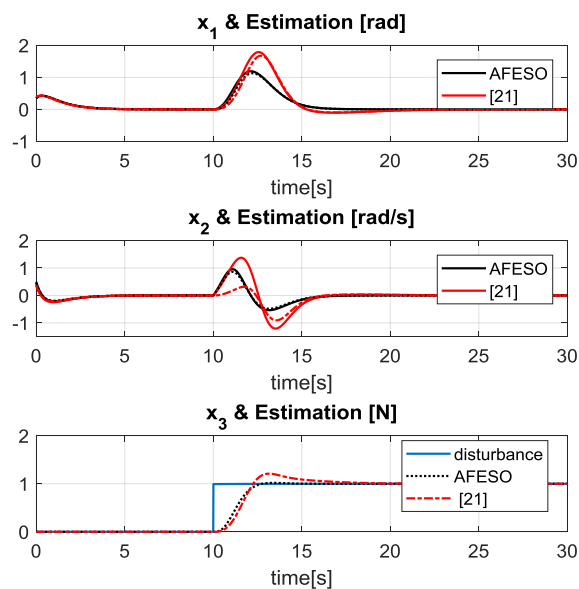 x1 & Estimation [rad]
2
1
0
-1
AFESO
[21]
0 5 10 15 20 25 30
time[s]
x2 & Estimation [rad/s]
2
1
0
-1
AFESO
[21]
0 5 10 15 20 25 30
time[s]
x3 & Estimation [N]
2
1
0
disturbance
AFESO
[21]
0 5 10 15 20 25 30
time[s]